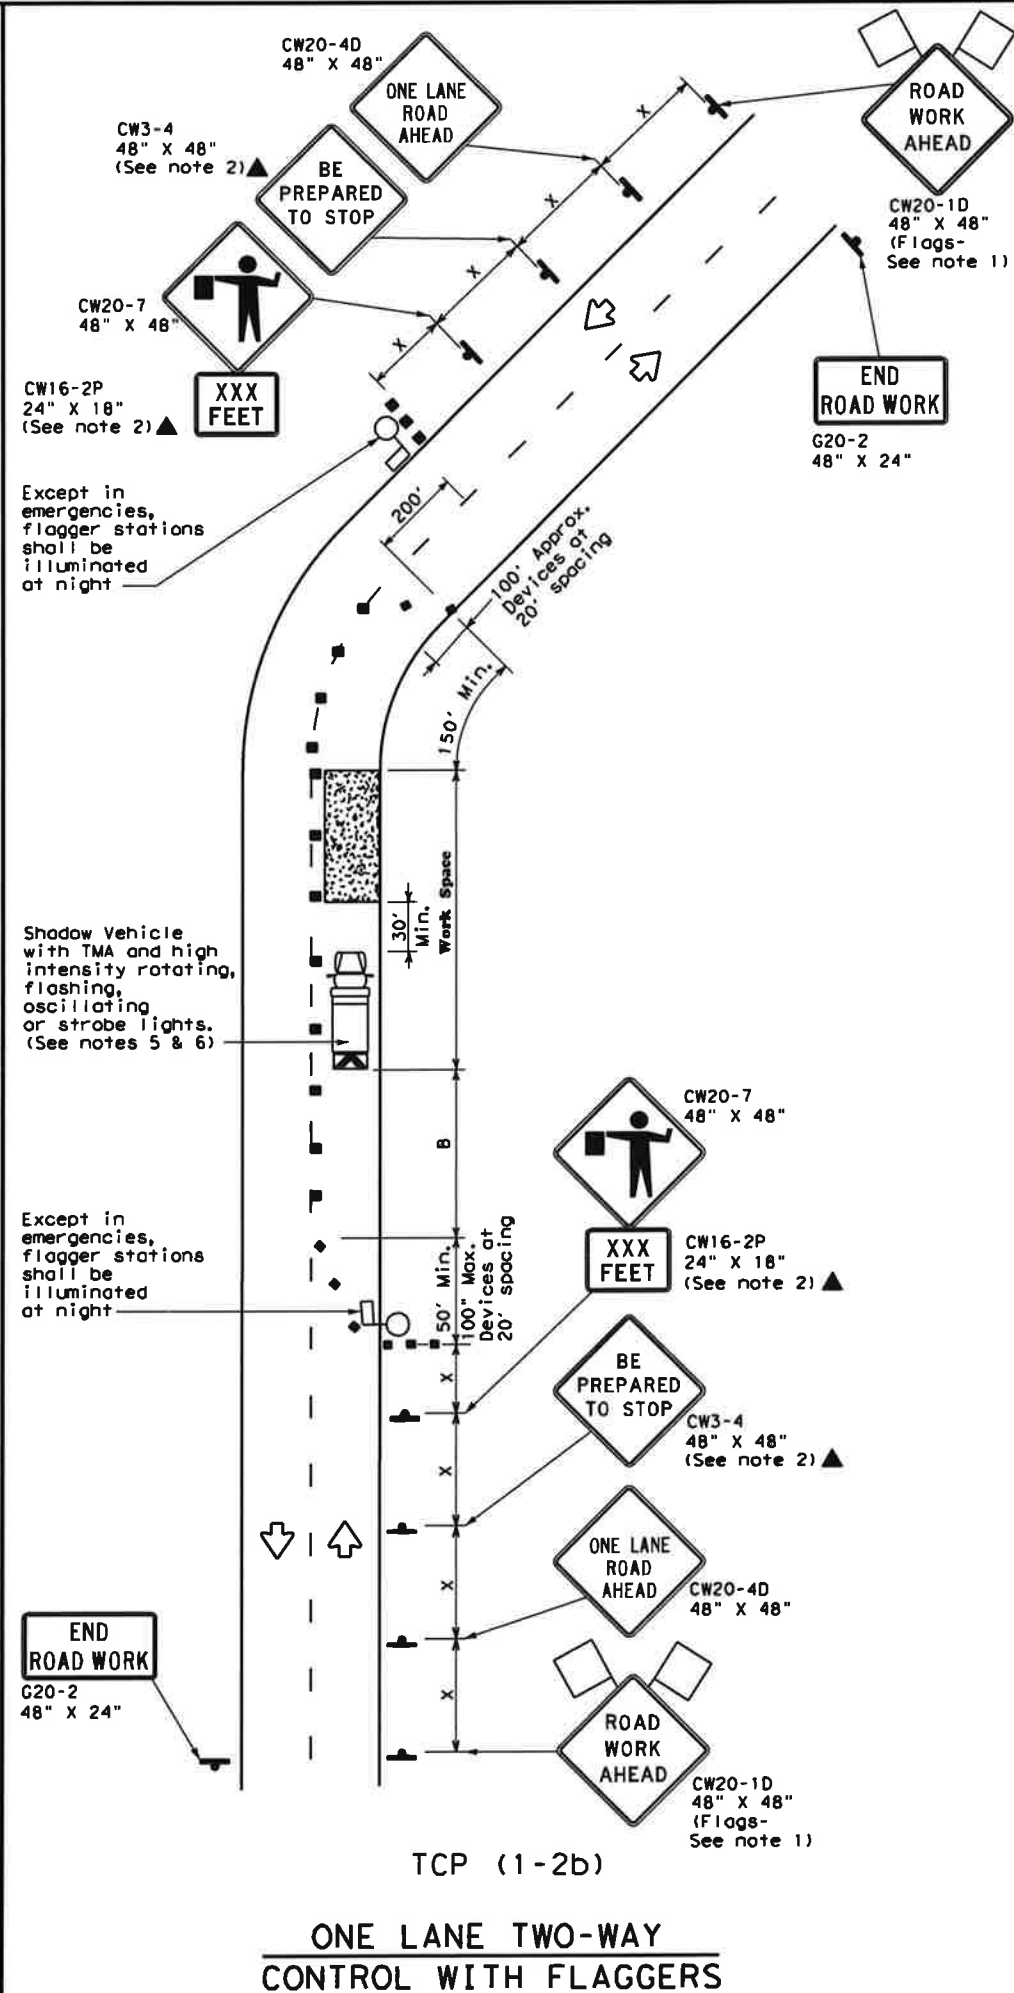 CW20-4D
48" X 48"
ONE LANE
ROAD
AHEAD
ROAD
WORK
AHEAD
CW20-1D
48" X 48"
(Flags-
See note 1)
CW3-4
48" X 48"
(See note 2)▲
BE
PREPARED
TO STOP
CW20-7
48" X 48"
CW16-2P
24" X 18"
(See note 2)▲
XXX
FEET
X
X
X
X
END
ROAD WORK
G20-2
48" X 24"
Except in
emergencies,
flagger stations
shall be
illuminated
at night
200'
100' Approx.
Devices at
20' spacing
150' Min.
30'
Min.
Work Space
Shadow Vehicle
with TMA and high
intensity rotating,
flashing,
oscillating
or strobe lights.
(See notes 5 & 6)
B
CW20-7
48" X 48"
XXX
FEET
CW16-2P
24" X 18"
(See note 2)▲
Except in
emergencies,
flagger stations
shall be
illuminated
at night
50' Min.
100" Max.
Devices at
20' spacing
X
BE
PREPARED
TO STOP
CW3-4
48" X 48"
(See note 2)▲
X
ONE LANE
ROAD
AHEAD
CW20-4D
48" X 48"
X
END
ROAD WORK
G20-2
48" X 24"
X
ROAD
WORK
AHEAD
CW20-1D
48" X 48"
(Flags-
See note 1)
TCP (1-2b)
ONE LANE TWO-WAY
CONTROL WITH FLAGGERS